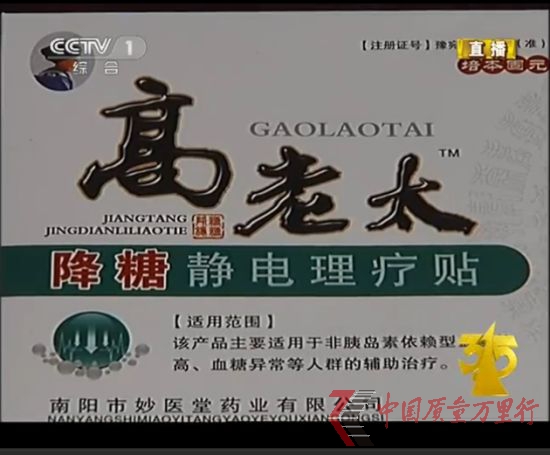 CCTV 1
综合
【注册证号】豫 (准)
直播
培本固元
高老太™
GAOLAOTAI
JIANGTANG
JINGDIANLILIAOTIE
降糖静电理疗贴
【适用范围】
该产品主要适用于非胰岛素依赖型
高、血糖异常等人群的辅助治疗。
315
南阳市妙医堂药业有限公司
NANYANGSHIMIAOYITANGYAOYEYOUXIANGONGSI
中国质量万里行